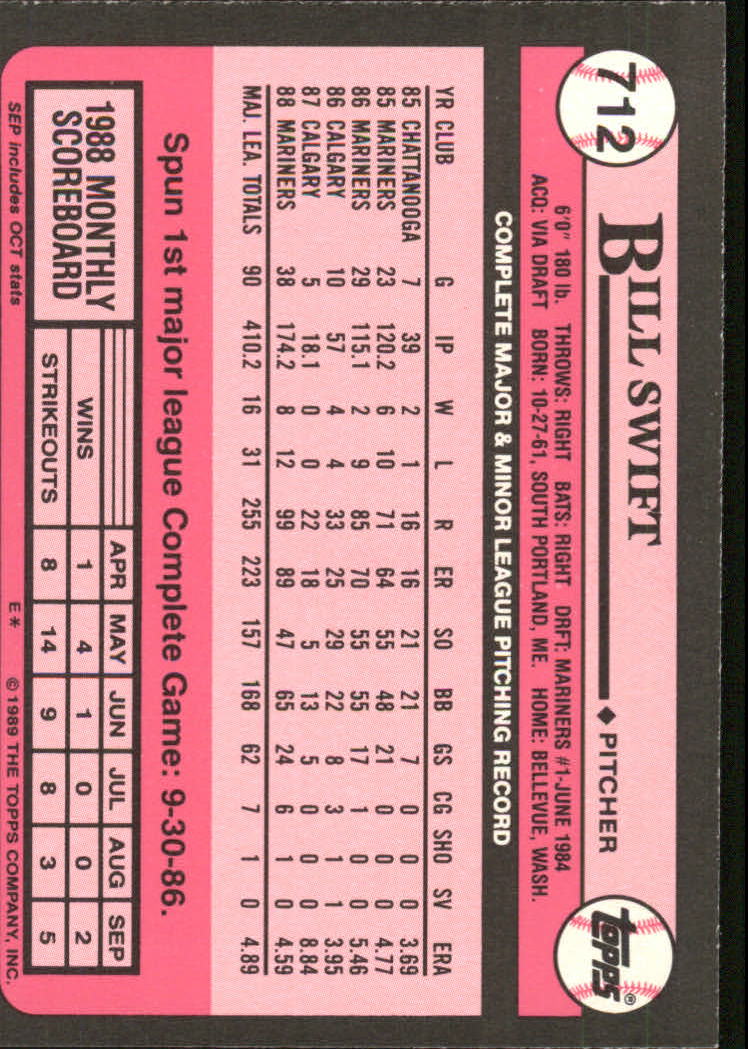 712
BILL SWIFT ♦ PITCHER
topps®
6'0" 180 lb. THROWS: RIGHT BATS: RIGHT DRFT: MARINERS #1-JUNE 1984
ACQ: VIA DRAFT BORN: 10-27-61, SOUTH PORTLAND, ME. HOME: BELLEVUE, WASH.
COMPLETE MAJOR & MINOR LEAGUE PITCHING RECORD
YR CLUB G IP W L R ER SO BB GS CG SHO SV ERA
85 CHATTANOOGA 7 39 2 1 16 16 21 21 7 0 0 0 3.69
85 MARINERS 23 120.2 6 10 71 64 55 48 21 0 0 0 4.77
86 MARINERS 29 115.1 2 9 85 70 55 55 17 1 0 0 5.46
86 CALGARY 10 57 4 4 33 25 29 22 8 3 1 1 3.95
87 CALGARY 5 18.1 0 0 22 18 5 13 5 0 0 0 8.84
88 MARINERS 38 174.2 8 12 99 89 47 65 24 6 1 0 4.59
MAJ. LEA. TOTALS 90 410.2 16 31 255 223 157 168 62 7 1 0 4.89
Spun 1st major league Complete Game: 9-30-86.
1988 MONTHLY
SCOREBOARD
APR MAY JUN JUL AUG SEP
WINS 1 4 1 0 0 2
STRIKEOUTS 8 14 9 8 3 5
SEP includes OCT stats E* © 1989 THE TOPPS COMPANY, INC.